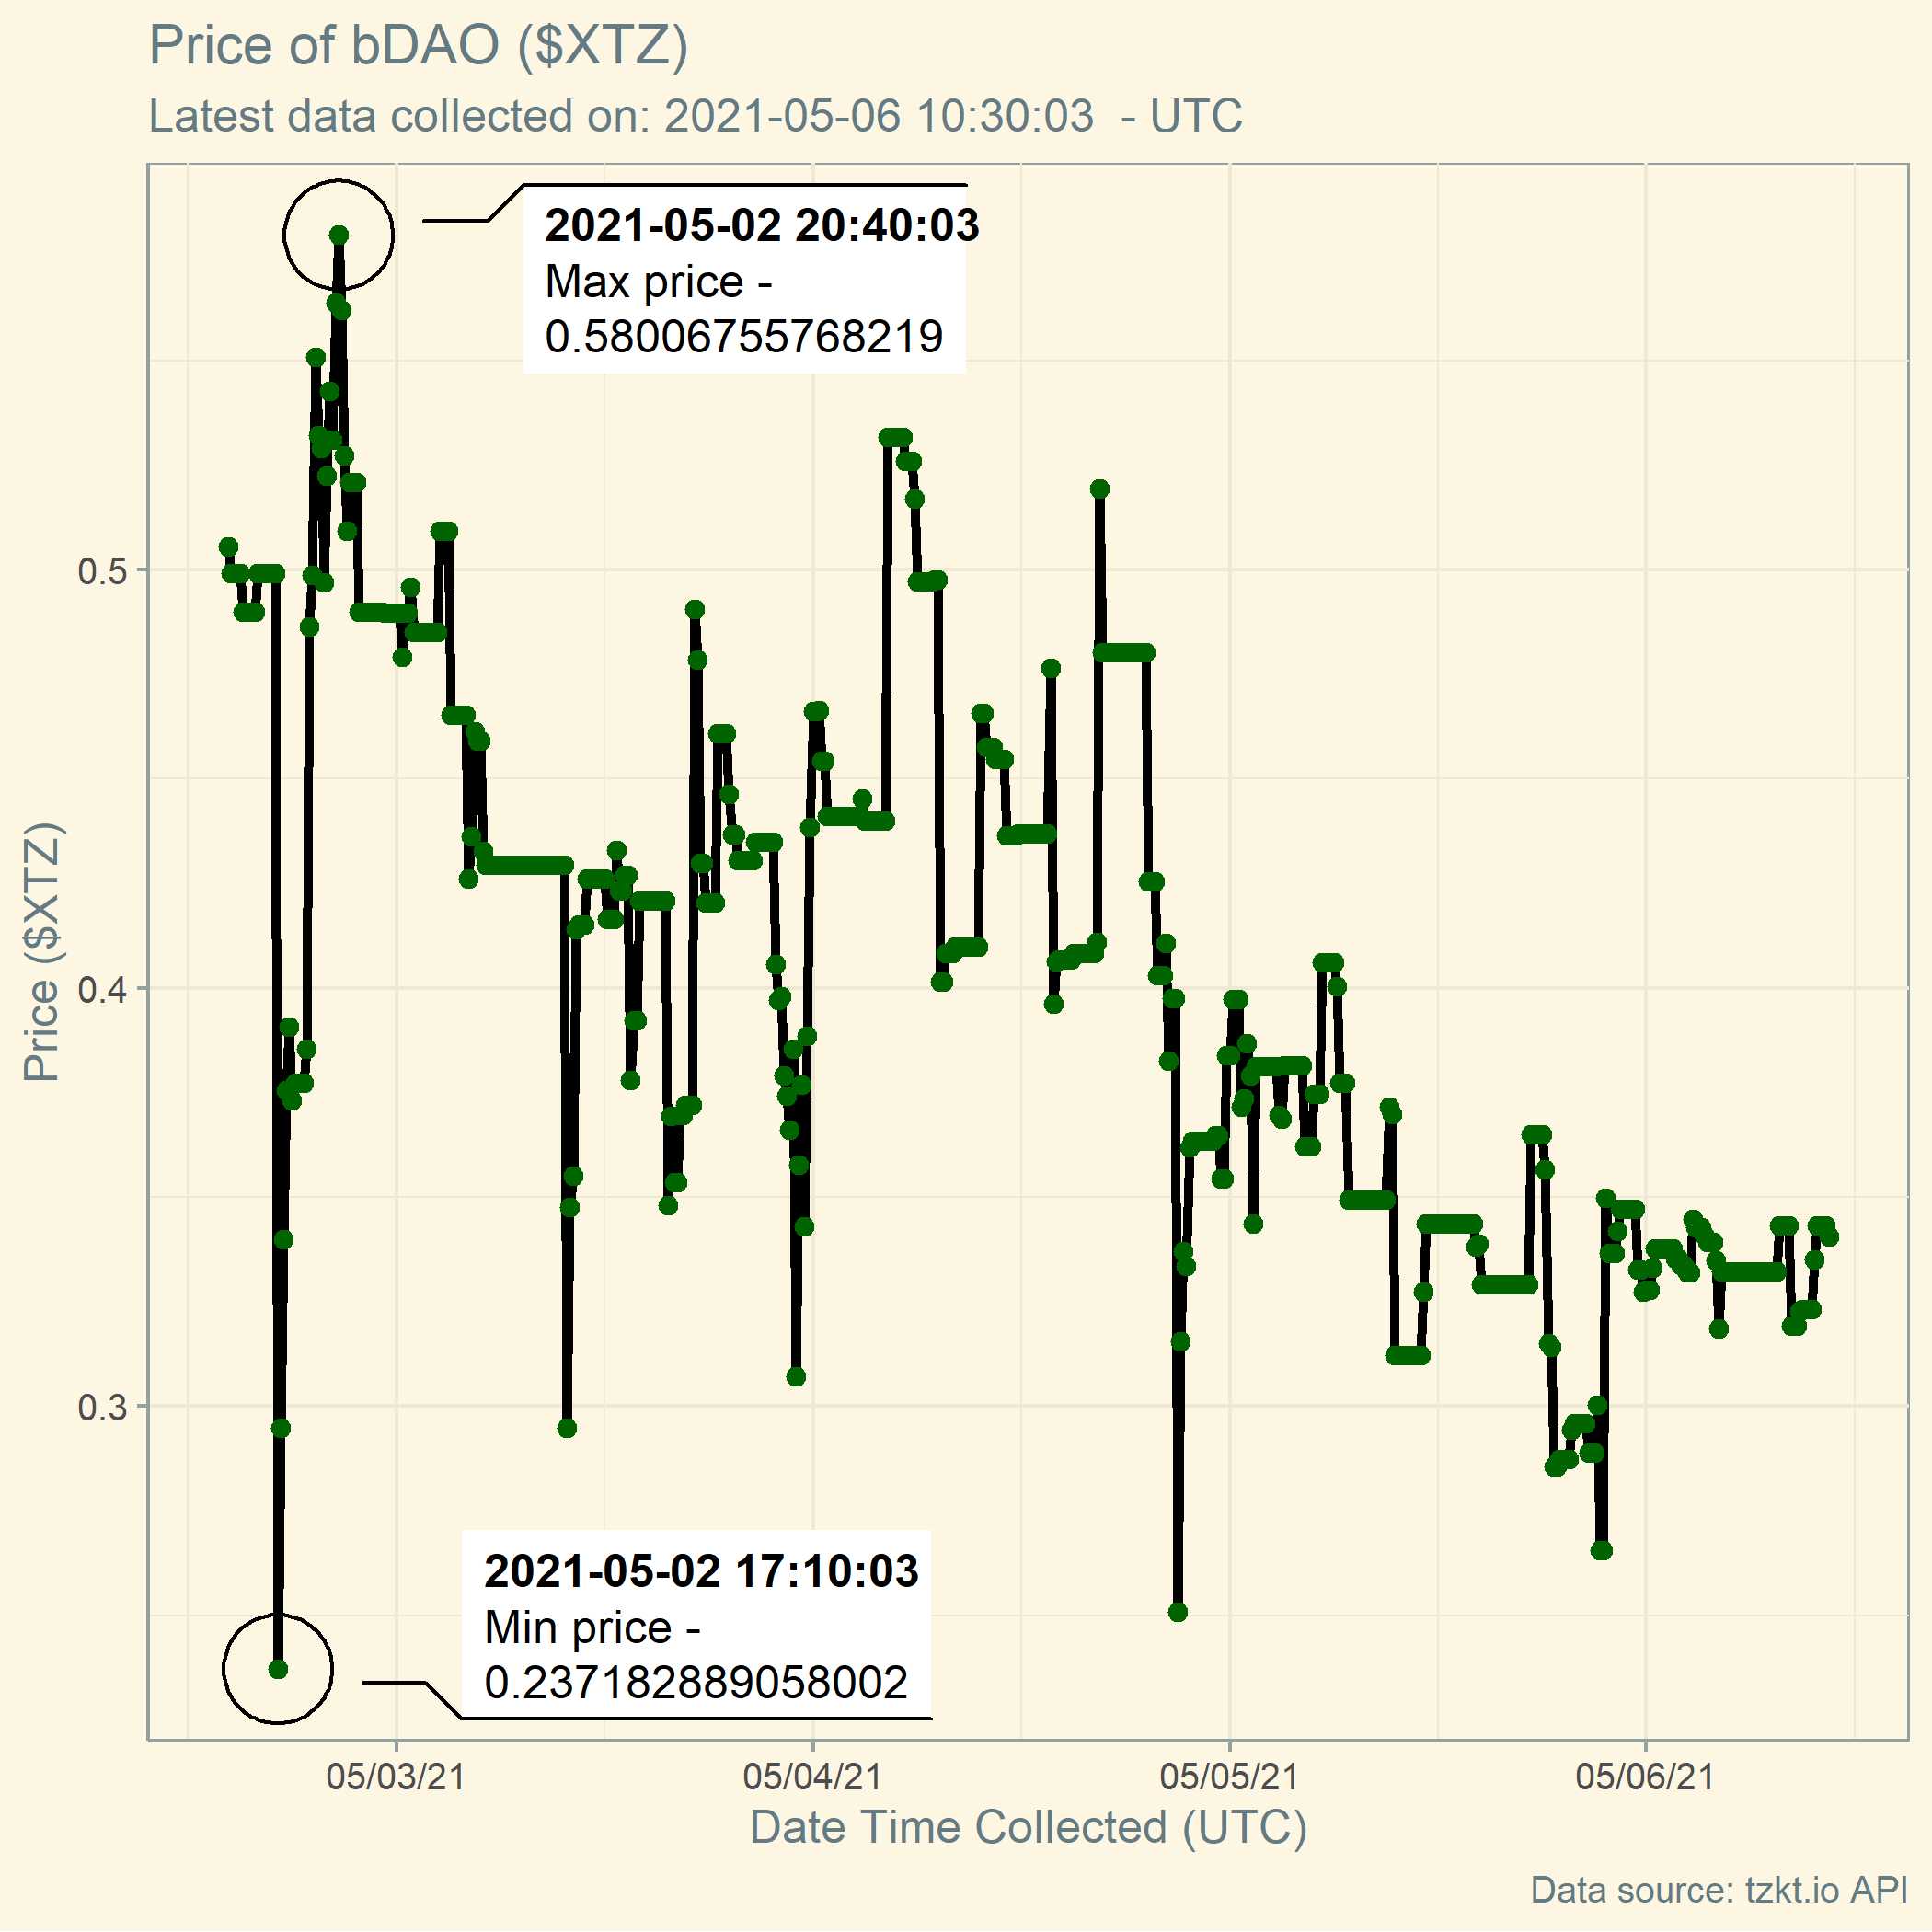 Price of bDAO ($XTZ)
Latest data collected on: 2021-05-06 10:30:03  - UTC
2021-05-02 20:40:03
Max price -
0.58006755768219
0.5
0.4
0.3
Price ($XTZ)
2021-05-02 17:10:03
Min price -
0.237182889058002
05/03/21
05/04/21
05/05/21
05/06/21
Date Time Collected (UTC)
Data source: tzkt.io API